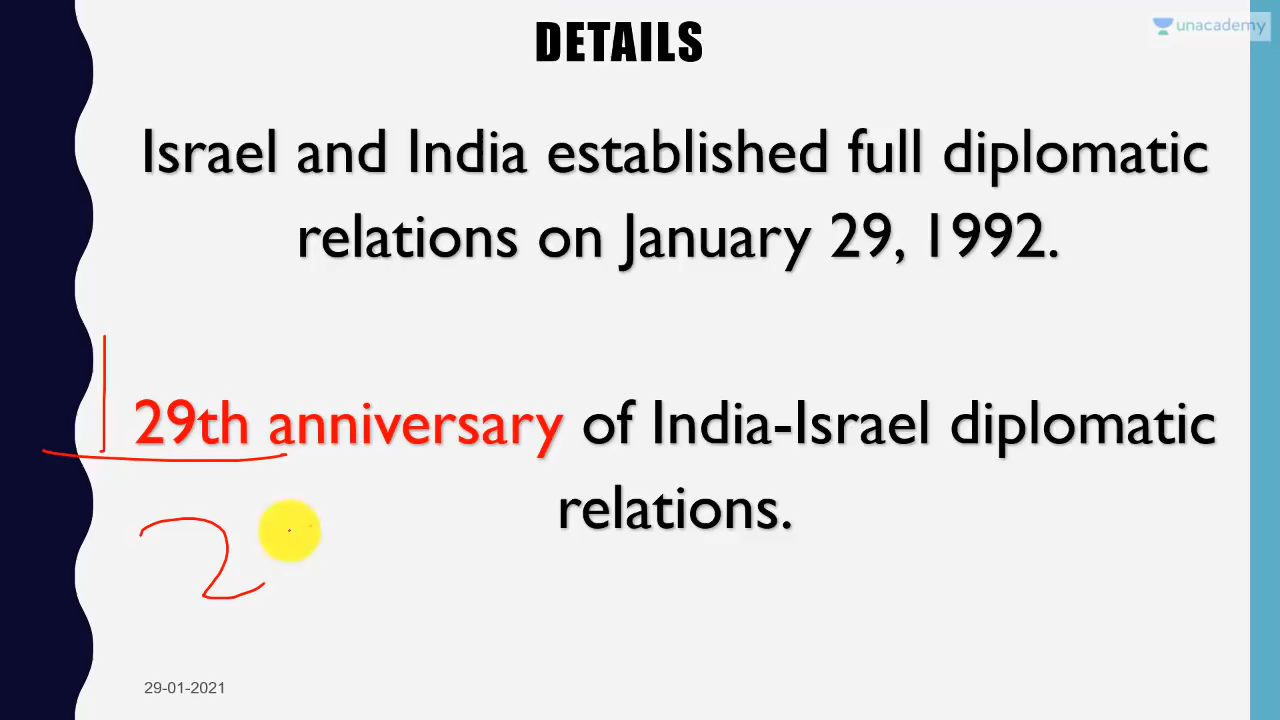 DETAILS
unacademy
Israel and India established full diplomatic
relations on January 29, 1992.
29th anniversary of India-Israel diplomatic
relations.
2
29-01-2021